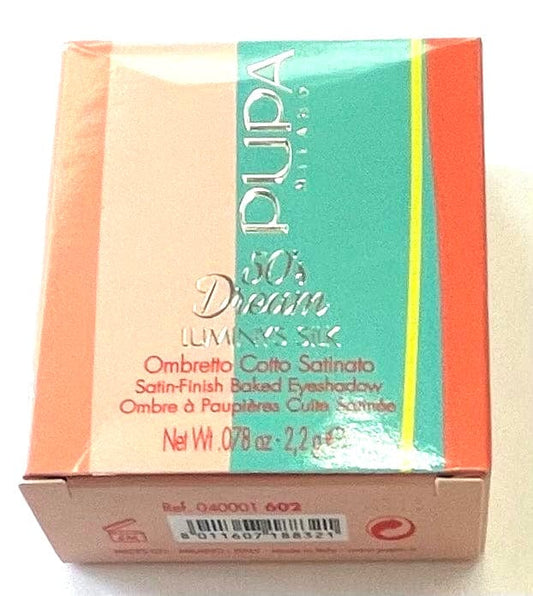 PUPA
MILANO
50's
Dream
LUMINYS SILK
Ombretto Cotto Satinato
Satin-Finish Baked Eyeshadow
Ombre à Paupières Cuite Satinée
Net Wt .078 oz - 2,2 g e
Ref. 040001 602
8 011607 188321